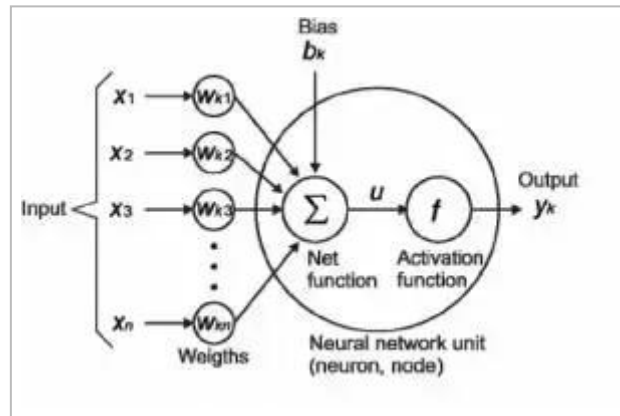 Bias
bk
x1
wk1
x2
wk2
Input
x3
wk3
Σ
u
f
Output
yk
Net
function
Activation
function
xn
wkn
Weigths
Neural network unit
(neuron, node)